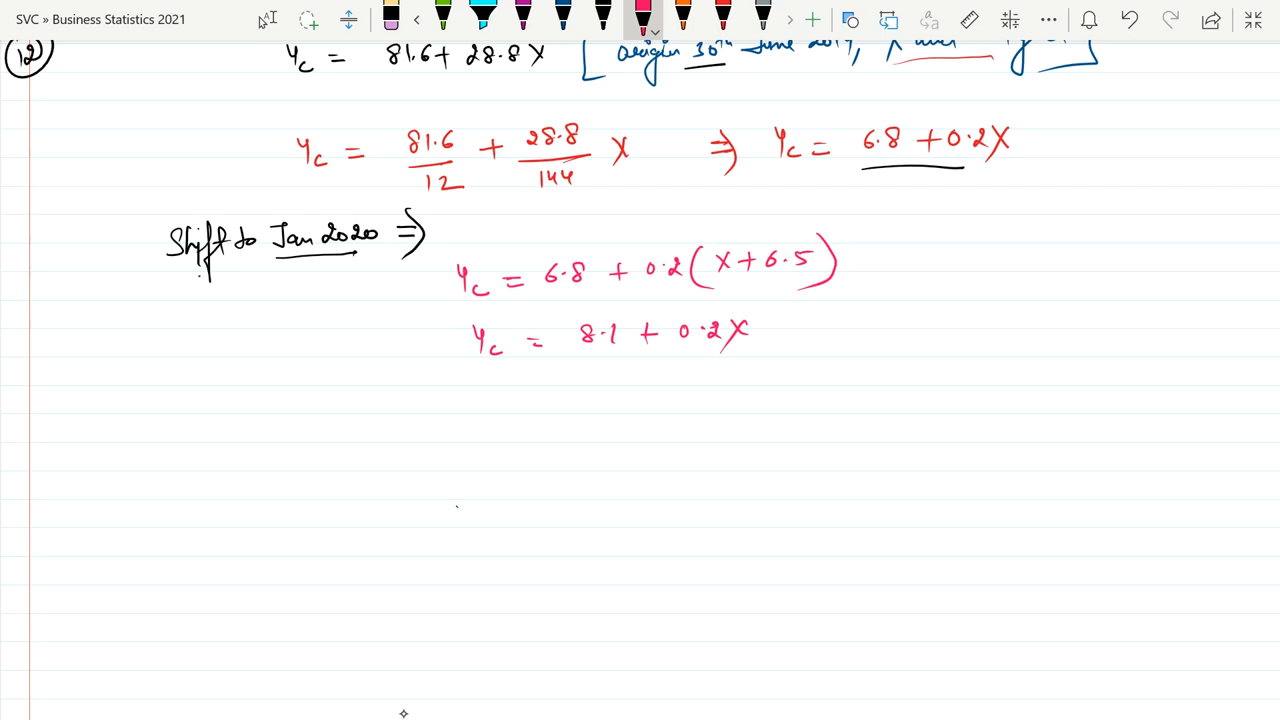 SVC » Business Statistics 2021
(12) Yc = 81.6 + 28.8 X [ origin 30th June 2019,
Yc = 81.6/12 + 28.8/144 X ⇒ Yc = 6.8 + 0.2X
Shift to Jan 2020 ⇒
Yc = 6.8 + 0.2 ( X + 6.5 )
Yc = 8.1 + 0.2X